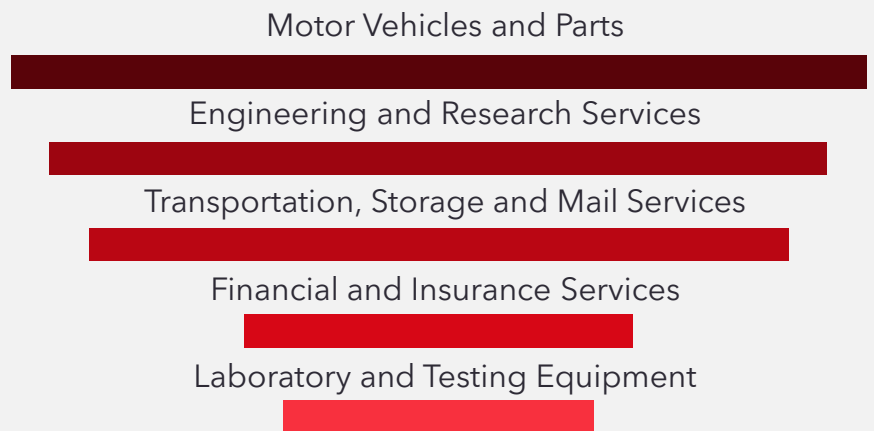 Motor Vehicles and Parts
Engineering and Research Services
Transportation, Storage and Mail Services
Financial and Insurance Services
Laboratory and Testing Equipment